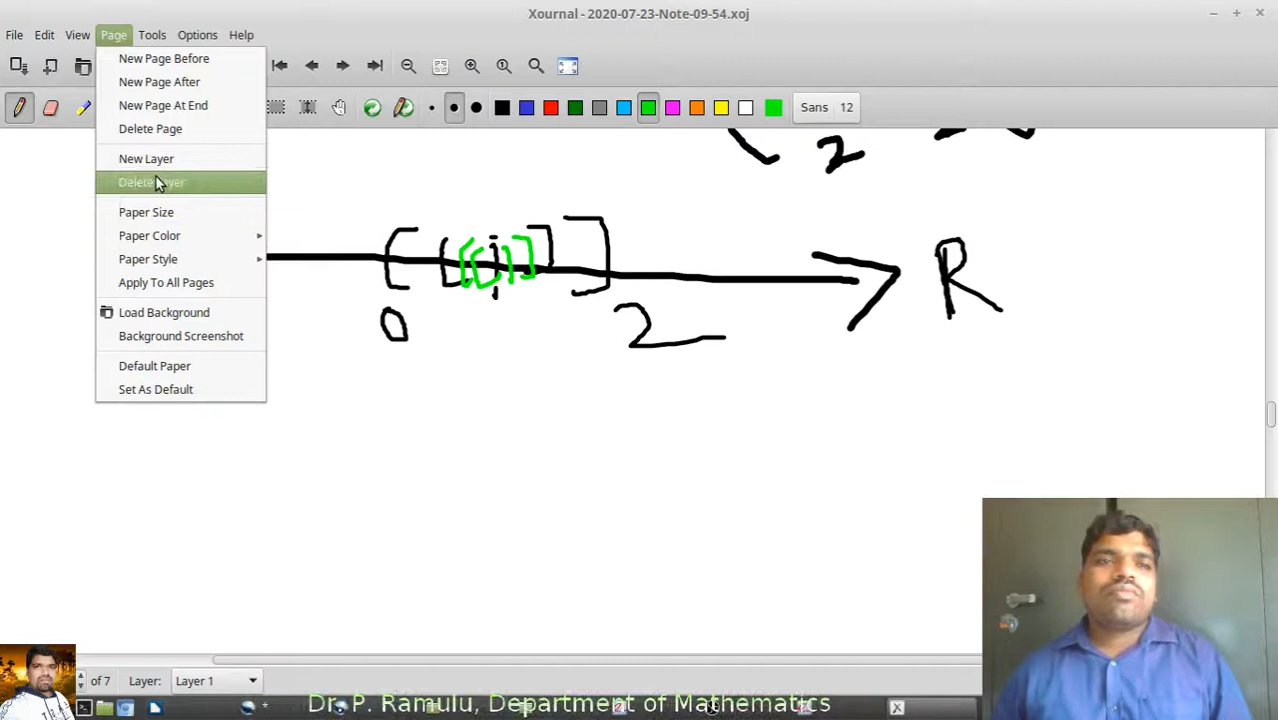 Xournal - 2020-07-23-Note-09-54.xoj
File Edit View Page Tools Options Help
New Page Before
New Page After
New Page At End
Delete Page
New Layer
Delete Layer
Paper Size
Paper Color
Paper Style
Apply To All Pages
Load Background
Background Screenshot
Default Paper
Set As Default
Sans 12
2
R
0
2
of 7 Layer: Layer 1
Dr. P. Ramulu, Department of Mathematics